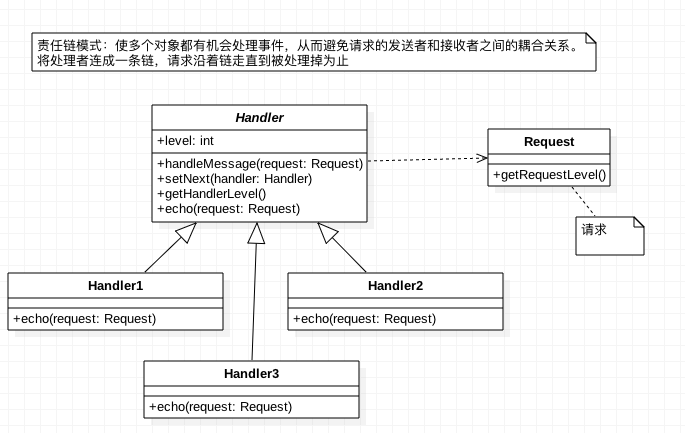 责任链模式：使多个对象都有机会处理事件，从而避免请求的发送者和接收者之间的耦合关系。
将处理者连成一条链，请求沿着链走直到被处理掉为止
Handler
+level: int
+handleMessage(request: Request)
+setNext(handler: Handler)
+getHandlerLevel()
+echo(request: Request)
Request
+getRequestLevel()
请求
Handler1
+echo(request: Request)
Handler2
+echo(request: Request)
Handler3
+echo(request: Request)